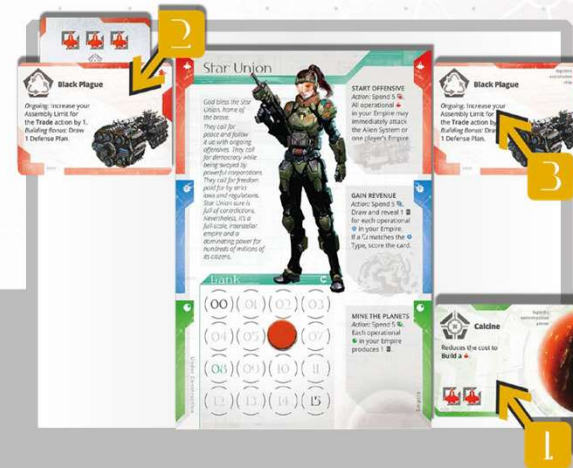 2
Black Plague
Ongoing: Increase your
Assembly Limit for
the Trade action by 1.
Building Bonus: Draw
1 Defense Plan.
Star Union
God bless the Star
Union, home of
the brave.
They call for
peace and follow
it up with ongoing
offensives. They call
for democracy while
being swayed by
powerful corporations.
They call for freedom
paid for by strict
laws and regulations.
Star Union sure is
full of contradictions.
Nevertheless, it's a
full-scale, interstellar
empire and a
dominating power for
hundreds of millions of
its citizens.
START OFFENSIVE
Action: Spend 5
All operational
in your Empire may
immediately attack
the Alien System or
one player's Empire.
GAIN REVENUE
Action: Spend 5
Draw and reveal 1
for each operational
in your Empire.
If a matches the
Type, score the card.
MINE THE PLANETS
Action: Spend 5
Each operational
in your Empire
produces 1
Bank
00 01 02 03
04 05 07
08 09 10 11
12 13 14 15
Under Construction
Empire
Black Plague
Ongoing: Increase your
Assembly Limit for
the Trade action by 1.
Building Bonus: Draw
1 Defense Plan.
3
Calcine
Reduces the cost to
Build a
1